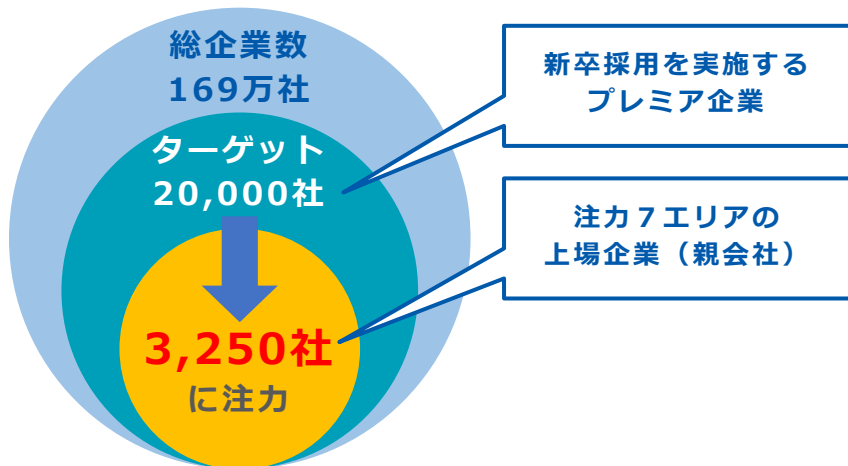 総企業数
169万社
ターゲット
20,000社
3,250社
に注力
新卒採用を実施する
プレミア企業
注力７エリアの
上場企業（親会社）